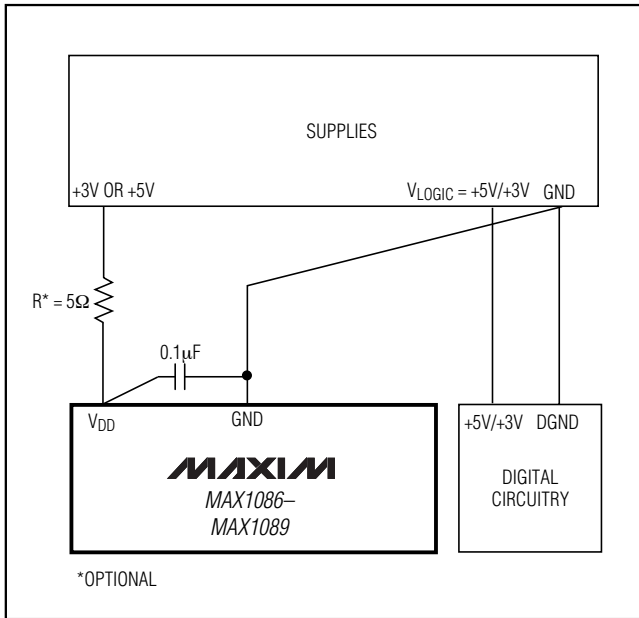 SUPPLIES
+3V OR +5V
VLOGIC = +5V/+3V
GND
R* = 5Ω
0.1µF
VDD
GND
MAXIM
MAX1086–
MAX1089
+5V/+3V
DGND
DIGITAL
CIRCUITRY
*OPTIONAL